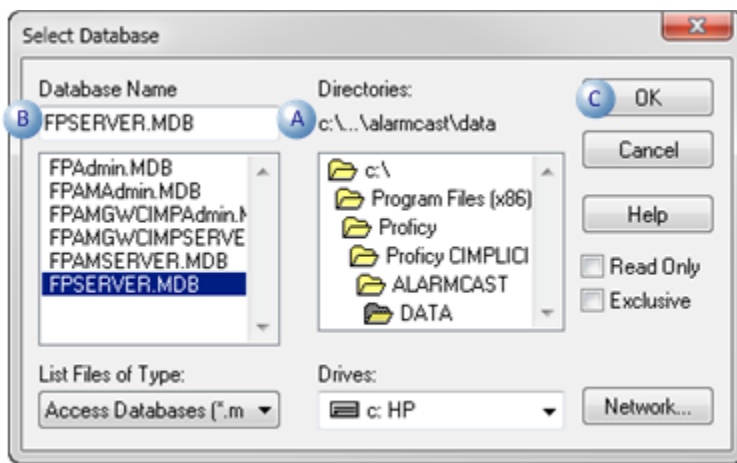 Select Database
Database Name
B FPSERVER.MDB
FPAdmin.MDB
FPAMAdmin.MDB
FPAMGWCIMPAdmin.M
FPAMGWCIMPSERVE
FPAMSERVER.MDB
FPSERVER.MDB
List Files of Type:
Access Databases (*.m
Directories:
A c:\...\alarmcast\data
c:\
Program Files (x86)
Proficy
Proficy CIMPLICI
ALARMCAST
DATA
Drives:
c: HP
C OK
Cancel
Help
Read Only
Exclusive
Network...